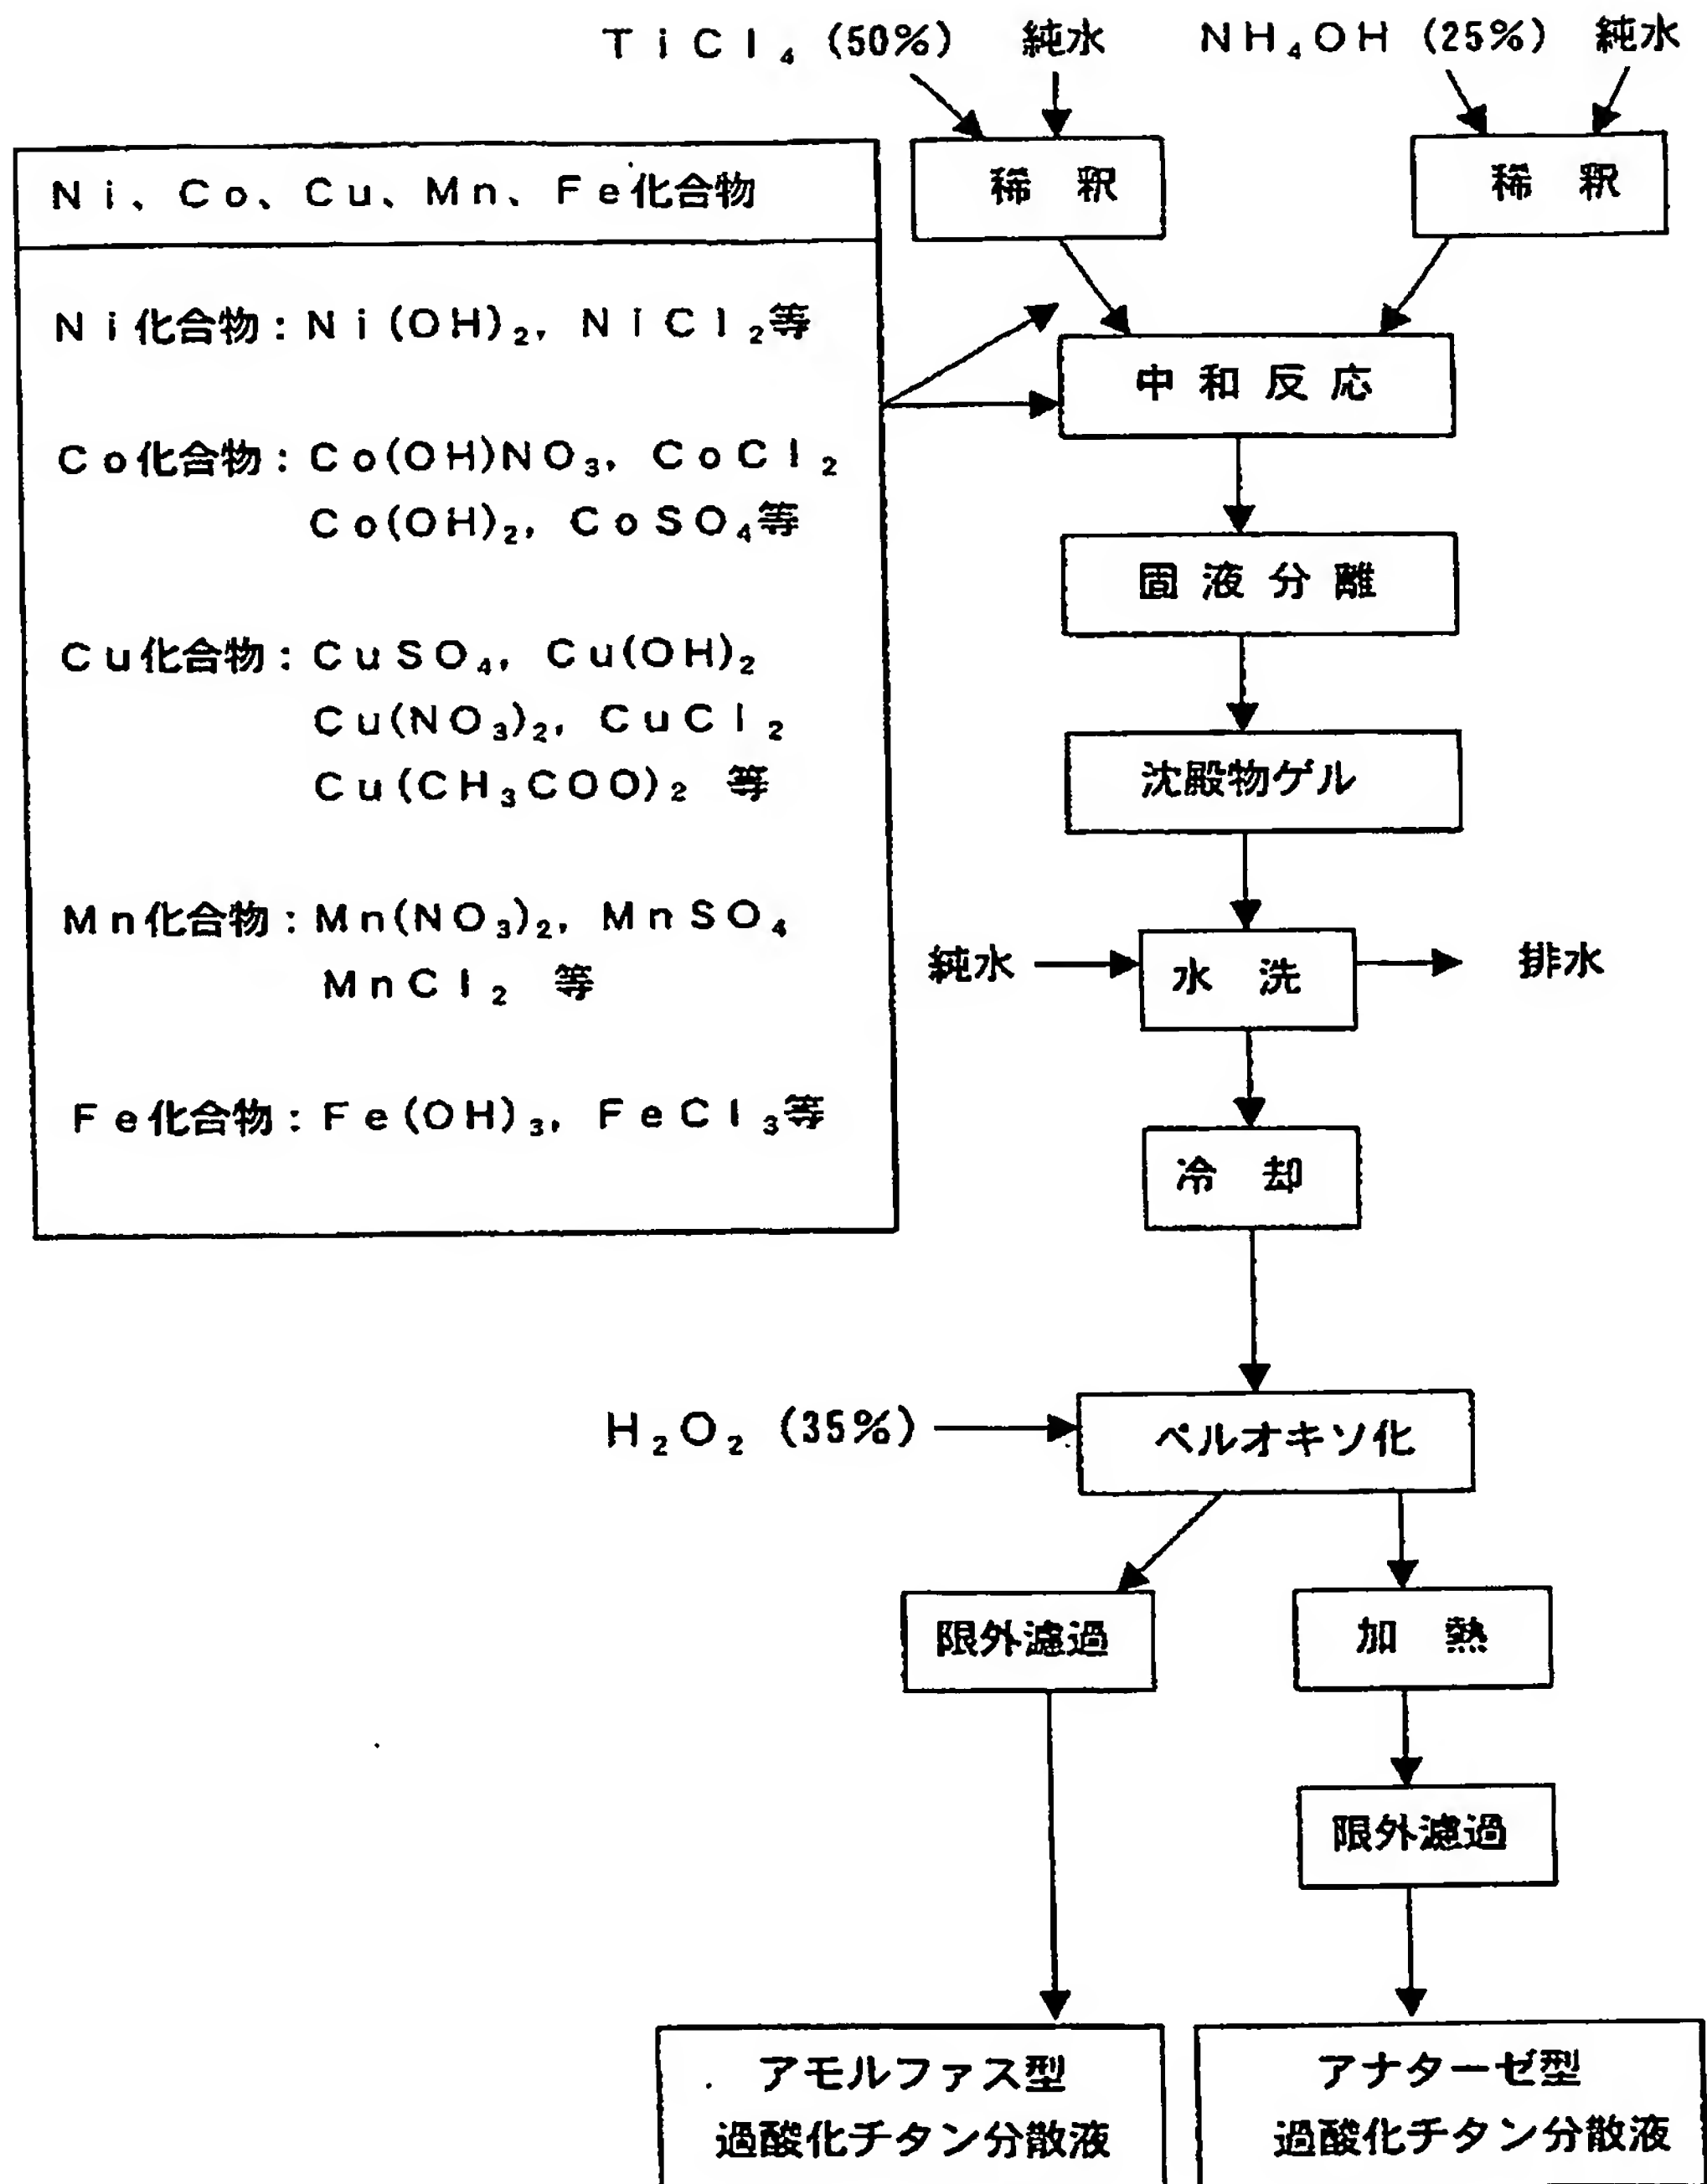 TiCl₄ (50%) 純水 NH₄OH (25%) 純水
稀釈 稀釈
Ni、Co、Cu、Mn、Fe化合物
Ni化合物:Ni(OH)₂, NiCl₂等
Co化合物:Co(OH)NO₃, CoCl₂
Co(OH)₂, CoSO₄等
Cu化合物:CuSO₄, Cu(OH)₂
Cu(NO₃)₂, CuCl₂
Cu(CH₃COO)₂ 等
Mn化合物:Mn(NO₃)₂, MnSO₄
MnCl₂ 等
Fe化合物:Fe(OH)₃, FeCl₃等
中和反応
固液分離
沈殿物ゲル
純水 水洗 排水
冷却
H₂O₂ (35%) ペルオキソ化
限外濾過 加熱
限外濾過
アモルファス型
過酸化チタン分散液
アナターゼ型
過酸化チタン分散液